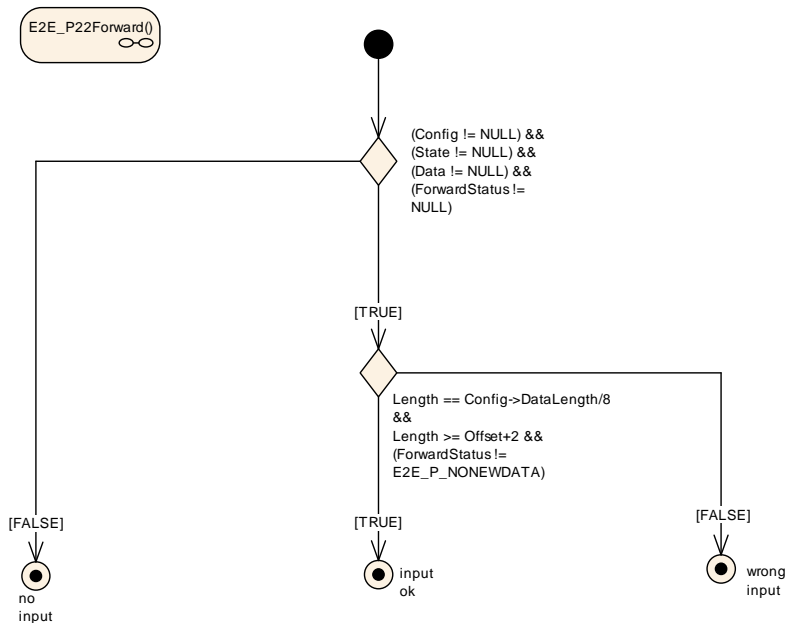 E2E_P22Forward()
(Config != NULL) &&
(State != NULL) &&
(Data != NULL) &&
(ForwardStatus !=
NULL)
[TRUE]
Length == Config->DataLength/8
&&
Length >= Offset+2 &&
(ForwardStatus !=
E2E_P_NONEWDATA)
[FALSE]
[TRUE]
[FALSE]
no
input
input
ok
wrong
input